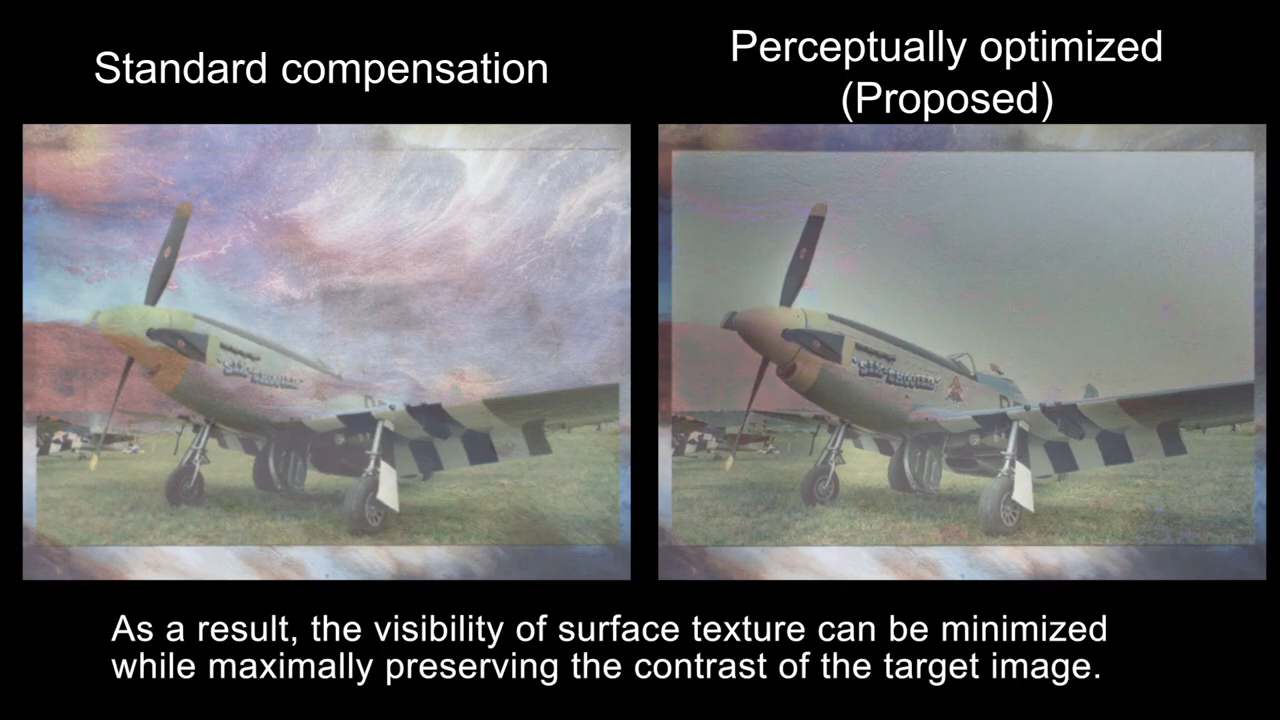 Standard compensation
Perceptually optimized
(Proposed)
As a result, the visibility of surface texture can be minimized
while maximally preserving the contrast of the target image.